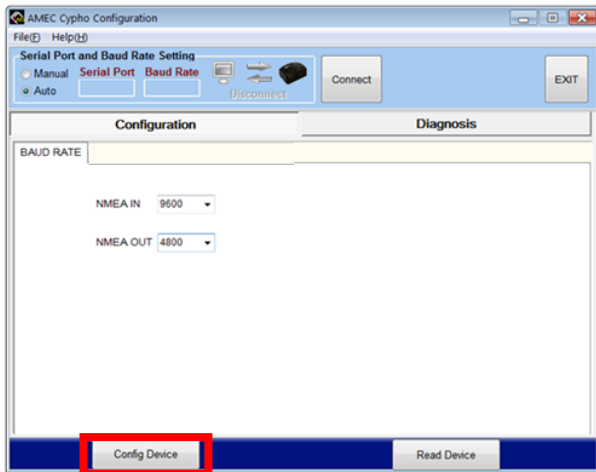 AMEC Cypho Configuration
File(F) Help(H)
Serial Port and Baud Rate Setting
Manual Serial Port Baud Rate
Auto
Disconnect
Connect
EXIT
Configuration Diagnosis
BAUD RATE
NMEA IN 9600
NMEA OUT 4800
Config Device Read Device